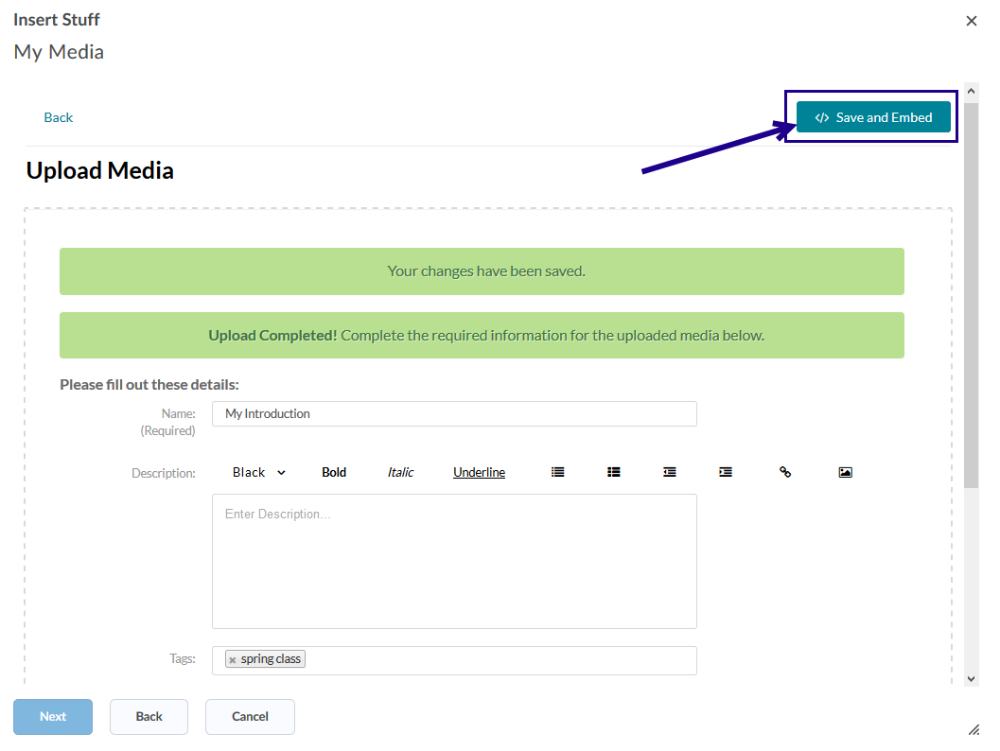 Insert Stuff
My Media
Back
</> Save and Embed
Upload Media
Your changes have been saved.
Upload Completed! Complete the required information for the uploaded media below.
Please fill out these details:
Name:
(Required)
My Introduction
Description:
Black Bold Italic Underline
Enter Description...
Tags:
× spring class
Next Back Cancel